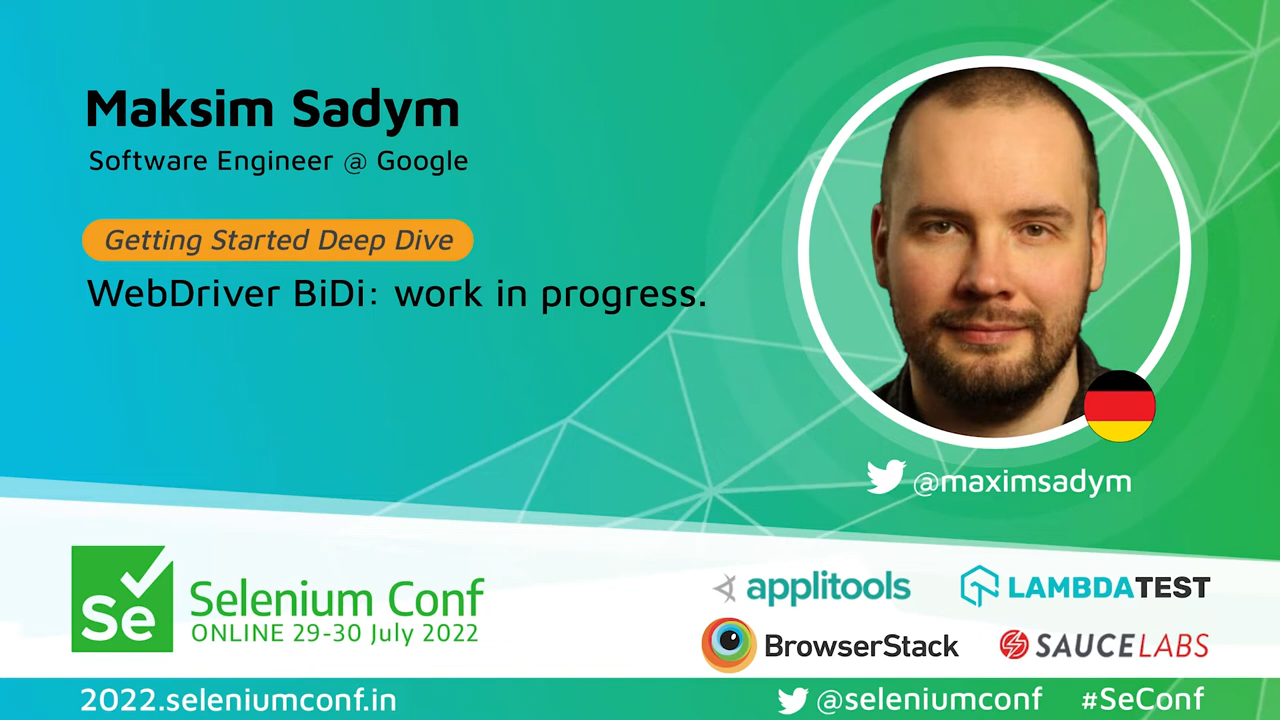 Maksim Sadym
Software Engineer @ Google
Getting Started Deep Dive
WebDriver BiDi: work in progress.
@maximsadym
Se
Selenium Conf
ONLINE 29-30 July 2022
applitools
LAMBDATEST
BrowserStack
SAUCELABS
2022.seleniumconf.in
@seleniumconf
#SeConf